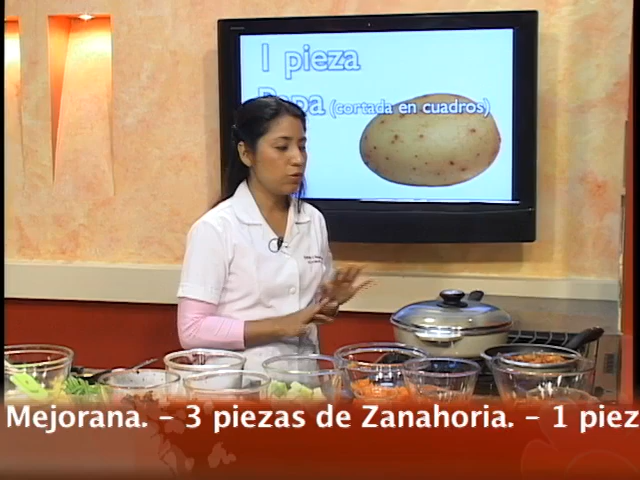 1 pieza
Papa (cortada en cuadros)
Mejorana. - 3 piezas de Zanahoria. - 1 piez